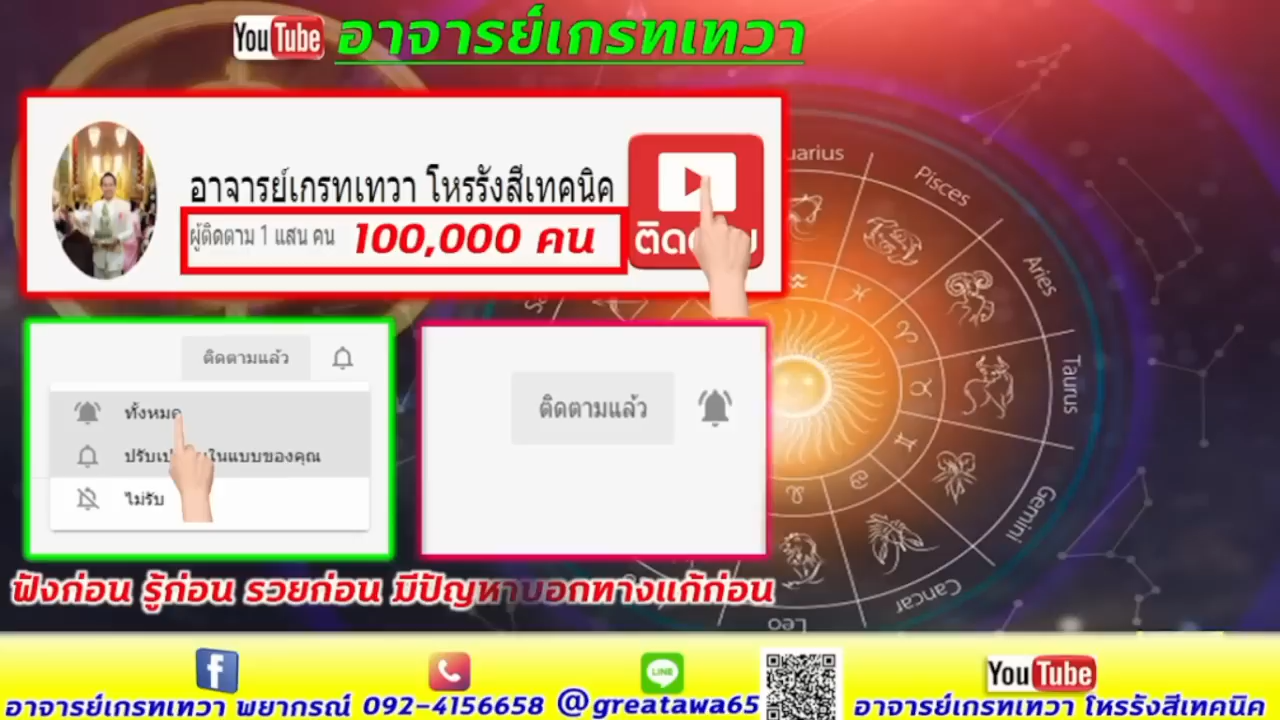 YouTube อาจารย์เกรทเทวา
อาจารย์เกรทเทวา โหรรังสีเทคนิค
ผู้ติดตาม 1 แสน คน 100,000 คน
ติดตาม
ติดตามแล้ว
ทั้งหมด
ไม่รับ
ติดตามแล้ว
Pisces
Aries
Taurus
Gemini
Cancar
Leo
ฟังก่อน รู้ก่อน รวยก่อน มีปัญหาบอกทางแก้ก่อน
LINE
YouTube
อาจารย์เกรทเทวา พยากรณ์ 092-4156658 @greatawa65 อาจารย์เกรทเทวา โหรรังสีเทคนิค